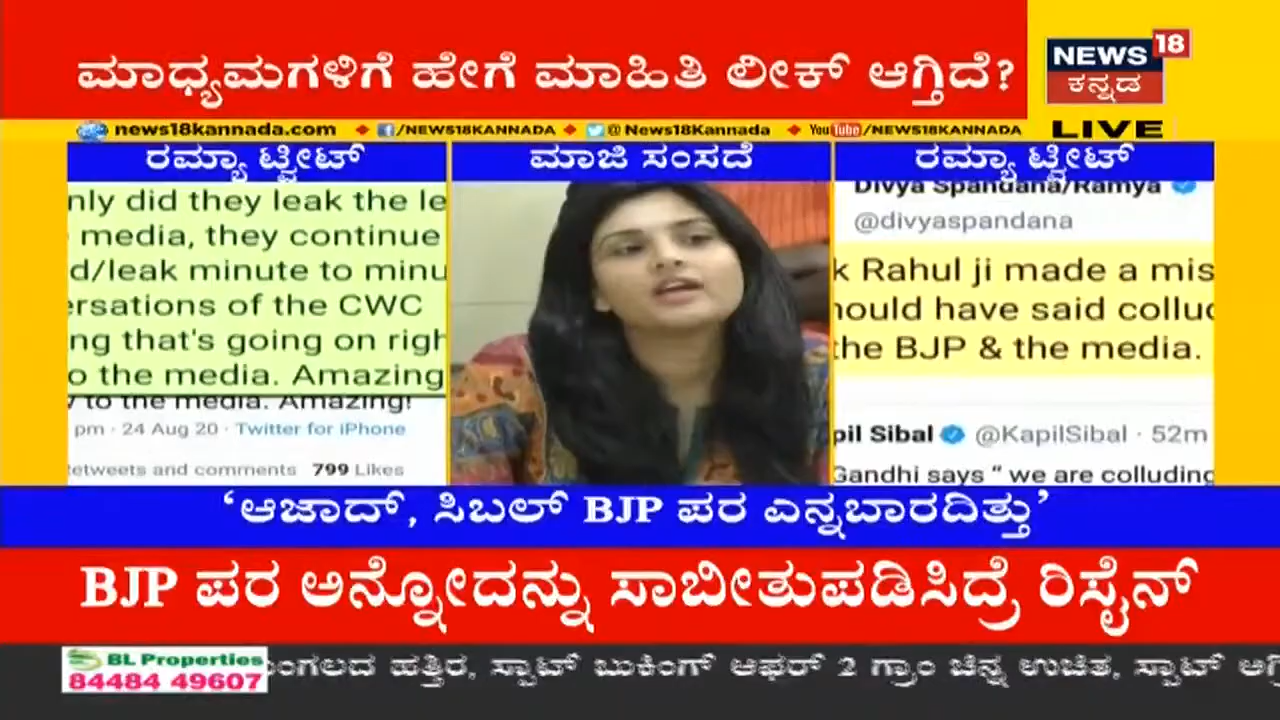 ಮಾಧ್ಯಮಗಳಿಗೆ ಹೇಗೆ ಮಾಹಿತಿ ಲೀಕ್ ಆಗ್ತಿದೆ?
NEWS 18
ಕನ್ನಡ
LIVE
news18kannada.com /NEWS18KANNADA @News18Kannada YouTube/NEWS18KANNADA
ರಮ್ಯಾ ಟ್ವೀಟ್
nly did they leak the le
media, they continue
d/leak minute to minu
ersations of the CWC
ng that's going on righ
o the media. Amazing
y to the media. Amazing!
pm · 24 Aug 20 · Twitter for iPhone
etweets and comments 799 Likes
ಮಾಜಿ ಸಂಸದೆ
ರಮ್ಯಾ ಟ್ವೀಟ್
Divya Spandana/Ramya
@divyaspandana
k Rahul ji made a mis
hould have said colluc
the BJP & the media.
pil Sibal @KapilSibal · 52m
Gandhi says “ we are colluding
‘ಆಜಾದ್, ಸಿಬಲ್ BJP ಪರ ಎನ್ನಬಾರದಿತ್ತು’
BJP ಪರ ಅನ್ನೋದನ್ನು ಸಾಬೀತುಪಡಿಸಿದ್ರೆ ರಿಸೈನ್
BL Properties
84484 49607
ಂಗಲದ ಹತ್ತಿರ, ಸ್ಪಾಟ್ ಬುಕಿಂಗ್ ಆಫರ್ 2 ಗ್ರಾಂ ಚಿನ್ನ ಉಚಿತ, ಸ್ಪಾಟ್ ಅಗ್ರಿ